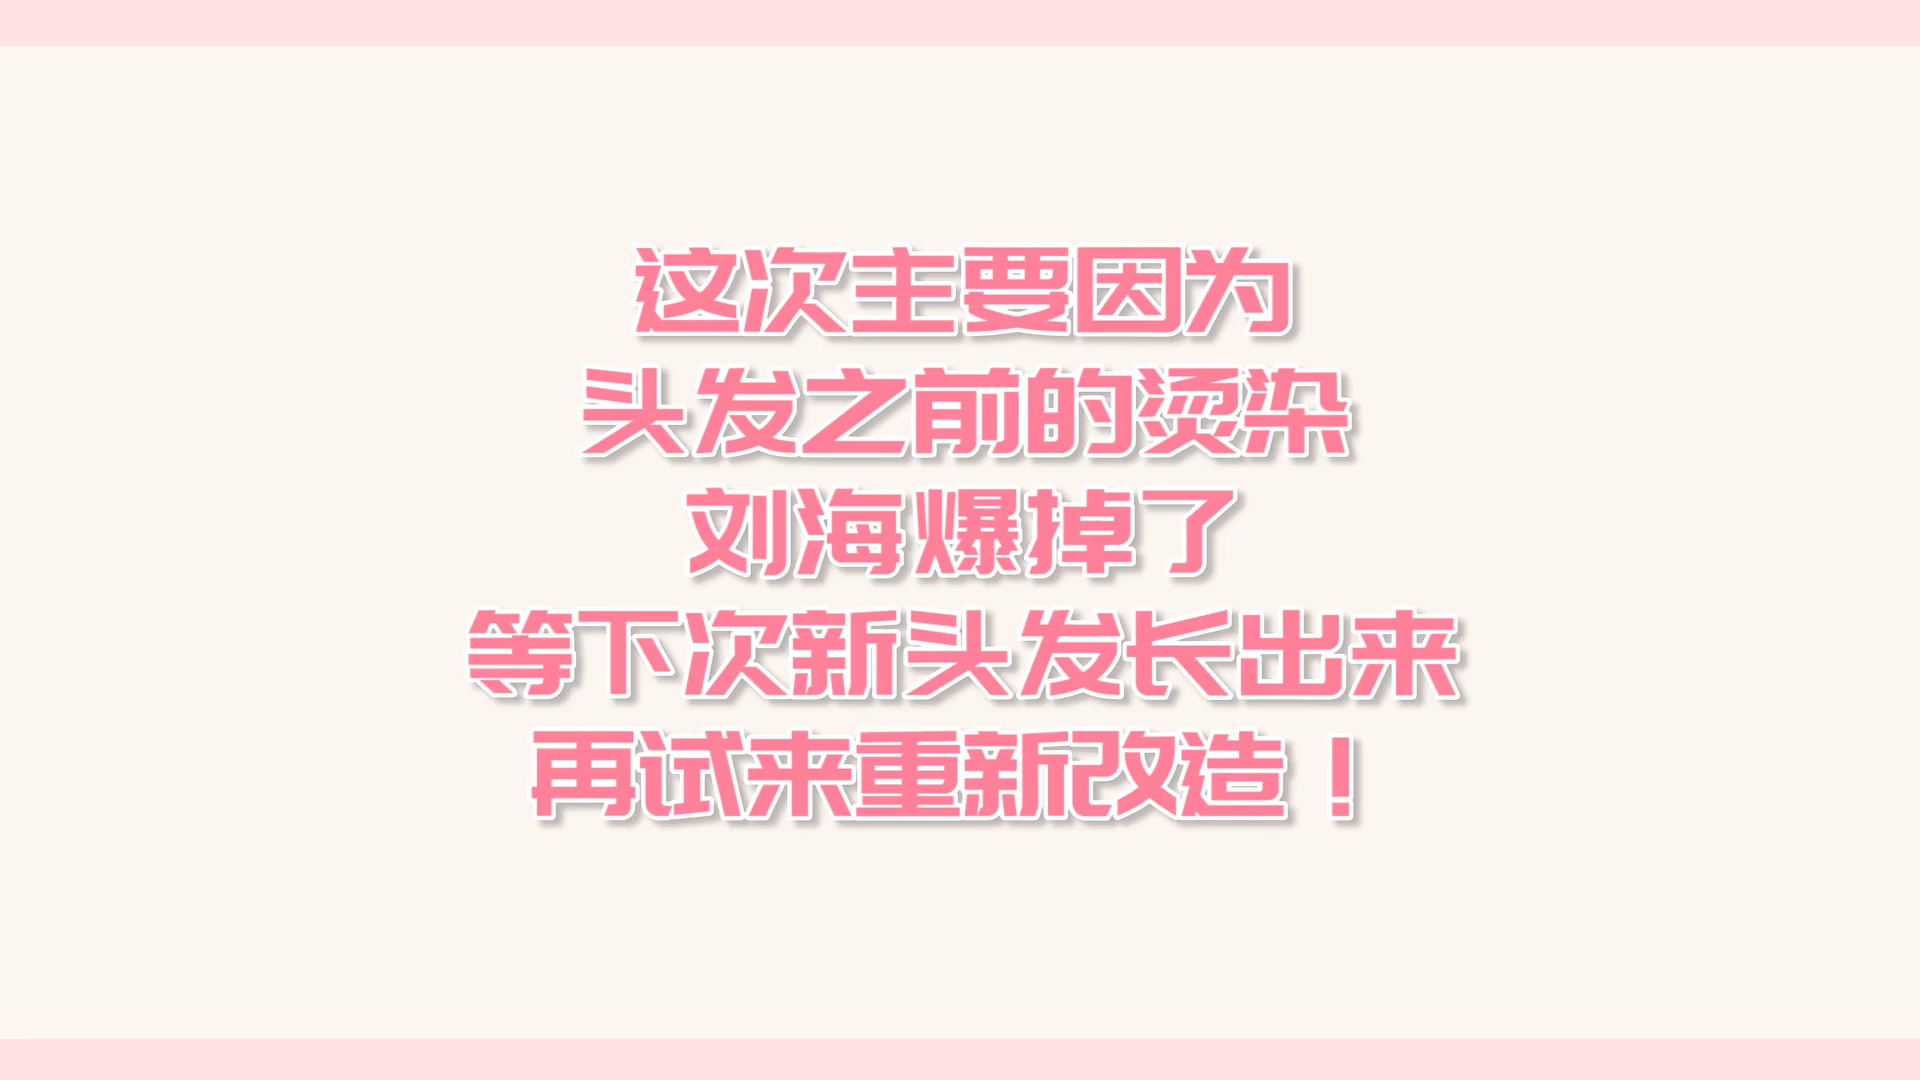 这次主要因为
头发之前的烫染
刘海爆掉了
等下次新头发长出来
再试来重新改造！